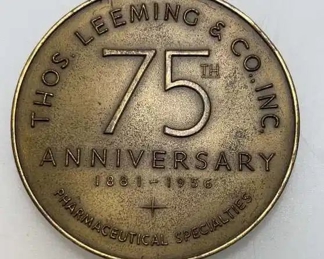 THOS. LEEMING & CO., INC.
75TH
ANNIVERSARY
1881-1956
PHARMACEUTICAL SPECIALTIES